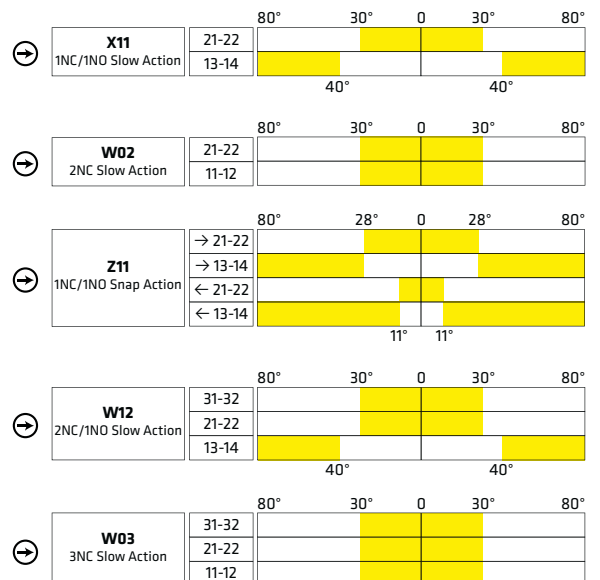 80° 30° 0 30° 80°
X11
1NC/1NO Slow Action
21-22
13-14
40° 40°
80° 30° 0 30° 80°
W02
2NC Slow Action
21-22
11-12
80° 28° 0 28° 80°
Z11
1NC/1NO Snap Action
→ 21-22
→ 13-14
← 21-22
← 13-14
11° 11°
80° 30° 0 30° 80°
W12
2NC/1NO Slow Action
31-32
21-22
13-14
40° 40°
80° 30° 0 30° 80°
W03
3NC Slow Action
31-32
21-22
11-12